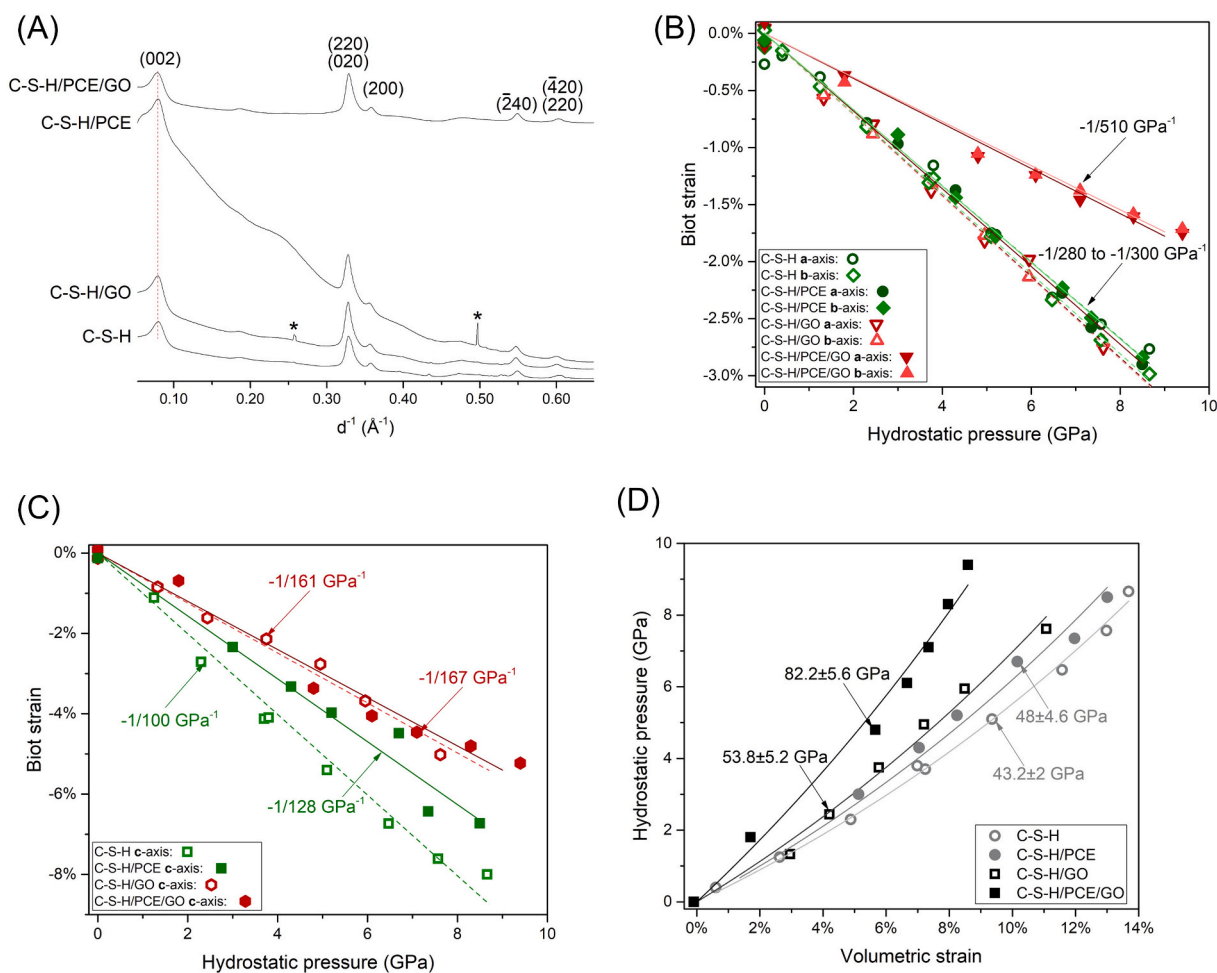 (A)
(002)
(220)
(020)
(200)
(2̅40)
(4̅20)
(220)
C-S-H/PCE/GO
C-S-H/PCE
C-S-H/GO
C-S-H
*
*
0.10 0.20 0.30 0.40 0.50 0.60
d⁻¹ (Å⁻¹)
(B)
0.0%
-0.5%
-1.0%
-1.5%
-2.0%
-2.5%
-3.0%
Biot strain
-1/510 GPa⁻¹
-1/280 to -1/300 GPa⁻¹
C-S-H a-axis:
C-S-H b-axis:
C-S-H/PCE a-axis:
C-S-H/PCE b-axis:
C-S-H/GO a-axis:
C-S-H/GO b-axis:
C-S-H/PCE/GO a-axis:
C-S-H/PCE/GO b-axis:
0 2 4 6 8 10
Hydrostatic pressure (GPa)
(C)
0%
-2%
-4%
-6%
-8%
Biot strain
-1/161 GPa⁻¹
-1/167 GPa⁻¹
-1/100 GPa⁻¹
-1/128 GPa⁻¹
C-S-H c-axis:
C-S-H/PCE c-axis:
C-S-H/GO c-axis:
C-S-H/PCE/GO c-axis:
0 2 4 6 8 10
Hydrostatic pressure (GPa)
(D)
10
8
6
4
2
0
Hydrostatic pressure (GPa)
82.2±5.6 GPa
53.8±5.2 GPa
48±4.6 GPa
43.2±2 GPa
C-S-H
C-S-H/PCE
C-S-H/GO
C-S-H/PCE/GO
0% 2% 4% 6% 8% 10% 12% 14%
Volumetric strain